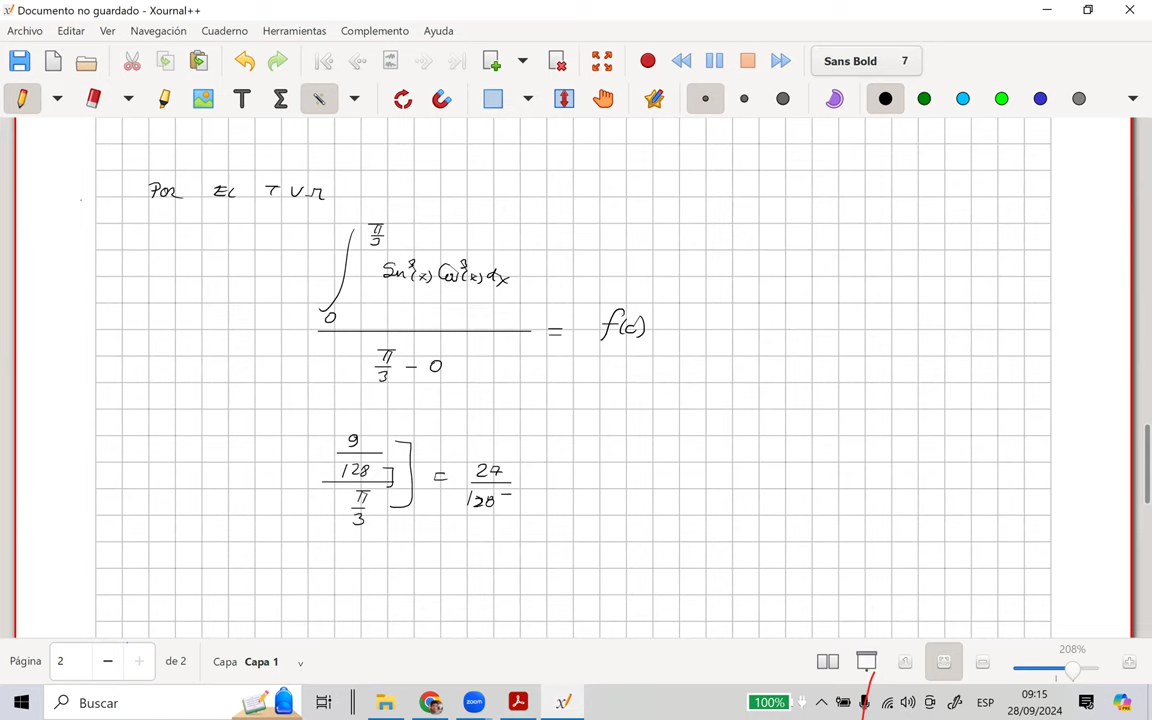 Documento no guardado - Xournal++
Archivo Editar Ver Navegación Cuaderno Herramientas Complemento Ayuda
Sans Bold 7
POR EL T V M
π/3
∫ Sen³(x) Cos³(x) dx
0
π/3 - 0
= f(c)
9/128
π/3
= 27/128
Página 2 de 2 Capa Capa 1 208%
Buscar
100% ESP 09:15
28/09/2024